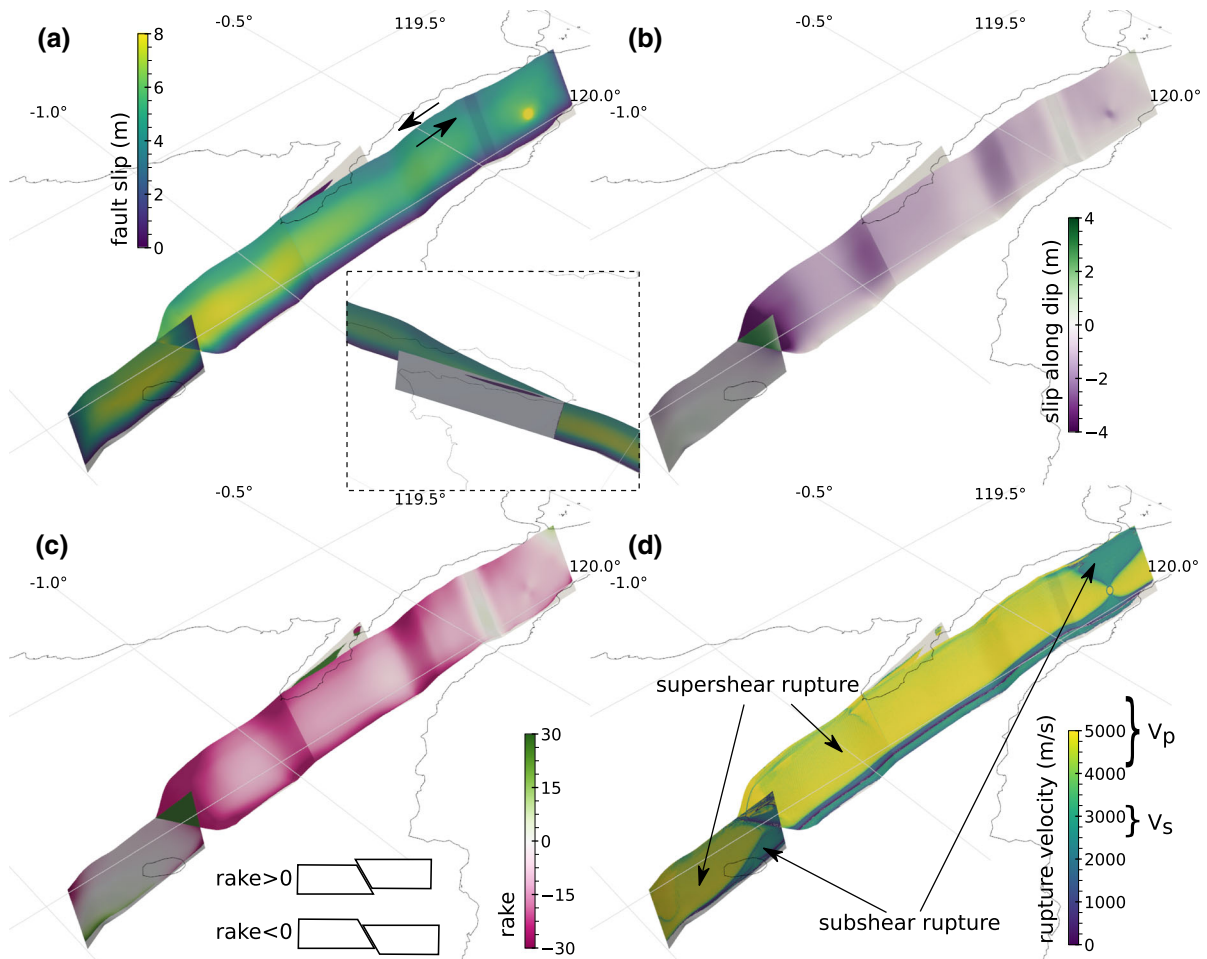 (a)
-0.5°
119.5°
-1.0°
120.0°
fault slip (m)
8
6
4
2
0
(b)
-0.5°
119.5°
-1.0°
120.0°
slip along dip (m)
4
2
0
−2
−4
(c)
-0.5°
119.5°
-1.0°
120.0°
rake>0
rake<0
rake
30
15
0
−15
−30
(d)
-0.5°
119.5°
-1.0°
120.0°
supershear rupture
subshear rupture
rupture velocity (m/s)
5000
4000
3000
2000
1000
0
Vp
Vs